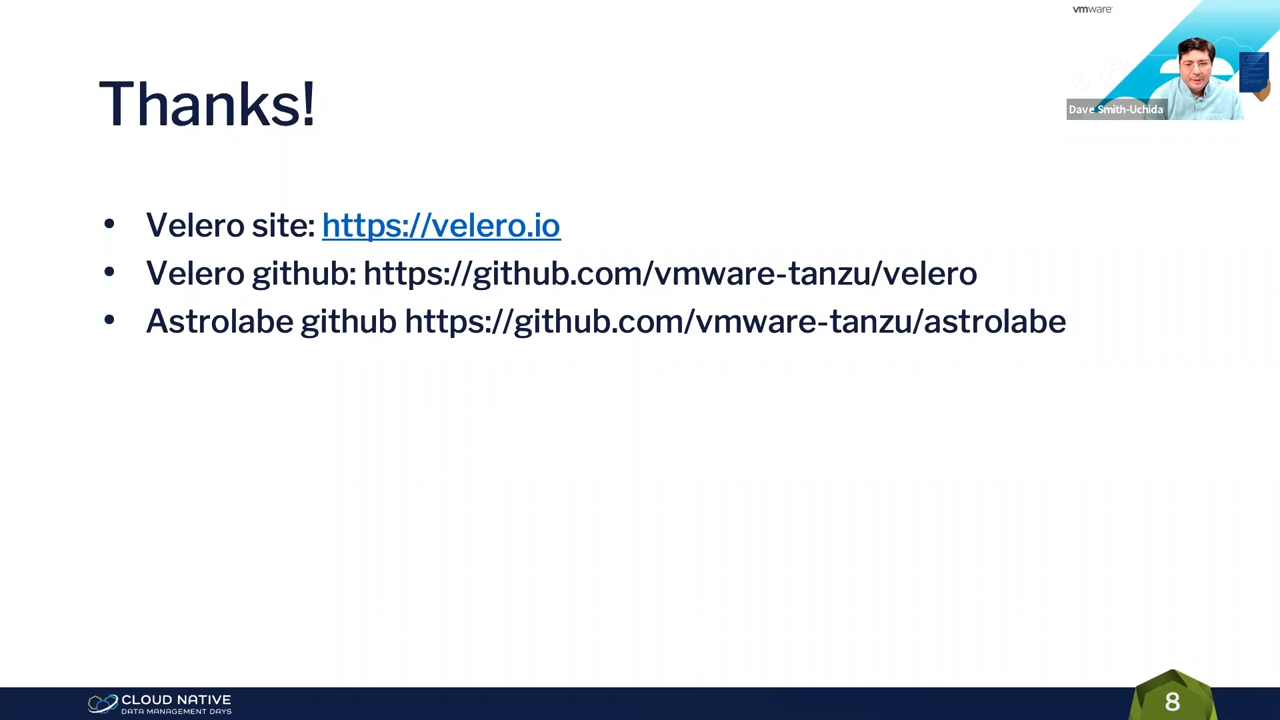 vmware
Dave Smith-Uchida
Thanks!
• Velero site: https://velero.io
• Velero github: https://github.com/vmware-tanzu/velero
• Astrolabe github https://github.com/vmware-tanzu/astrolabe
CLOUD NATIVE
DATA MANAGEMENT DAYS
8